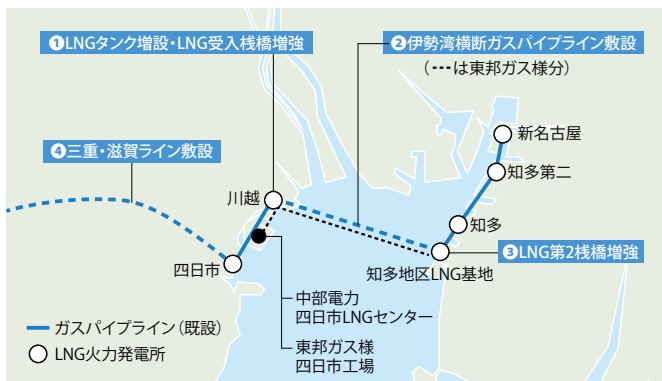 ❶LNGタンク増設・LNG受入桟橋増強
❷伊勢湾横断ガスパイプライン敷設
（---は東邦ガス様分）
新名古屋
❹三重・滋賀ライン敷設
知多第二
川越
知多
❸LNG第2桟橋増強
四日市
知多地区LNG基地
中部電力
四日市LNGセンター
ガスパイプライン（既設）
東邦ガス様
四日市工場
LNG火力発電所